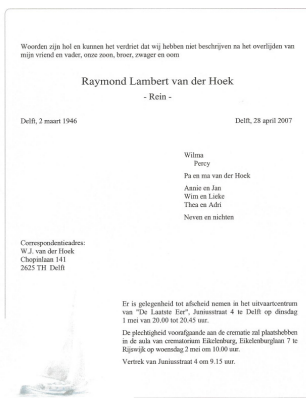 Woorden zijn hol en kunnen het verdriet dat wij hebben niet beschrijven na het overlijden van
mijn vriend en vader, onze zoon, broer, zwager en oom
Raymond Lambert van der Hoek
- Rein -
Delft, 2 maart 1946
Delft, 28 april 2007
Wilma
Percy
Pa en ma van der Hoek
Annie en Jan
Wim en Lieke
Thea en Adri
Neven en nichten
Correspondentieadres:
W.J. van der Hoek
Chopinlaan 141
2625 TH Delft
Er is gelegenheid tot afscheid nemen in het uitvaartcentrum
van "De Laatste Eer", Juniusstraat 4 te Delft op dinsdag
1 mei van 20.00 tot 20.45 uur.
De plechtigheid voorafgaande aan de crematie zal plaatshebben
in de aula van crematorium Eikelenburg, Eikelenburglaan 7 te
Rijswijk op woensdag 2 mei om 10.00 uur.
Vertrek van Juniusstraat 4 om 9.15 uur.